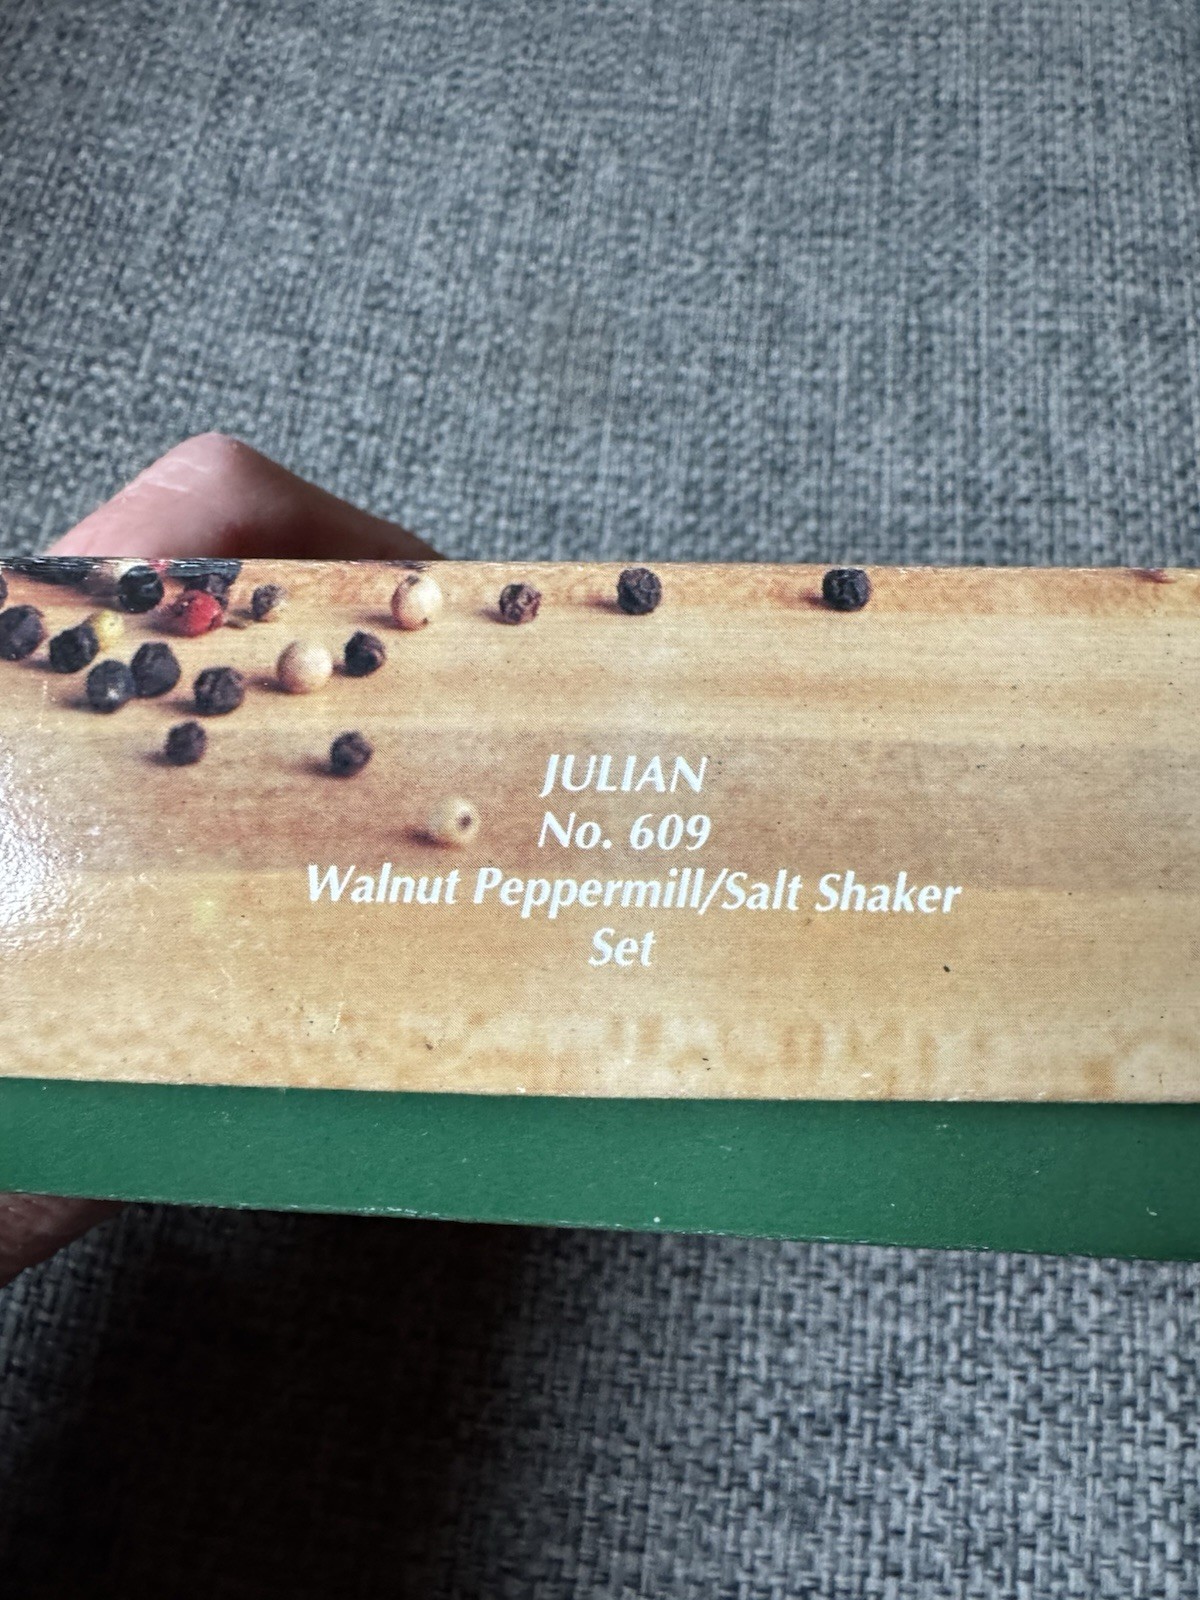 JULIAN
No. 609
Walnut Peppermill/Salt Shaker
Set